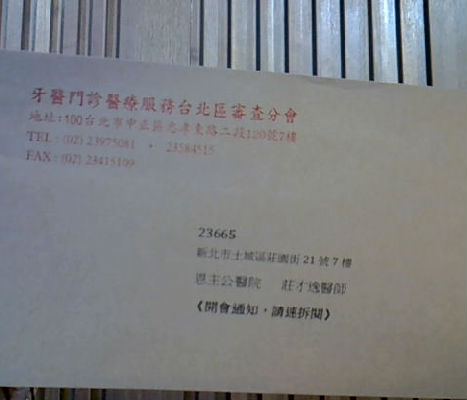 牙醫門診醫療服務台北區審查分會
地址:100台北市中正區忠孝東路二段120號7樓
TEL:(02) 23975081 · 23584515
FAX:(02) 23415109
23665
新北市土城區莊園街 21 號 7 樓
恩主公醫院 莊才逸醫師
《開會通知,請速拆閱》